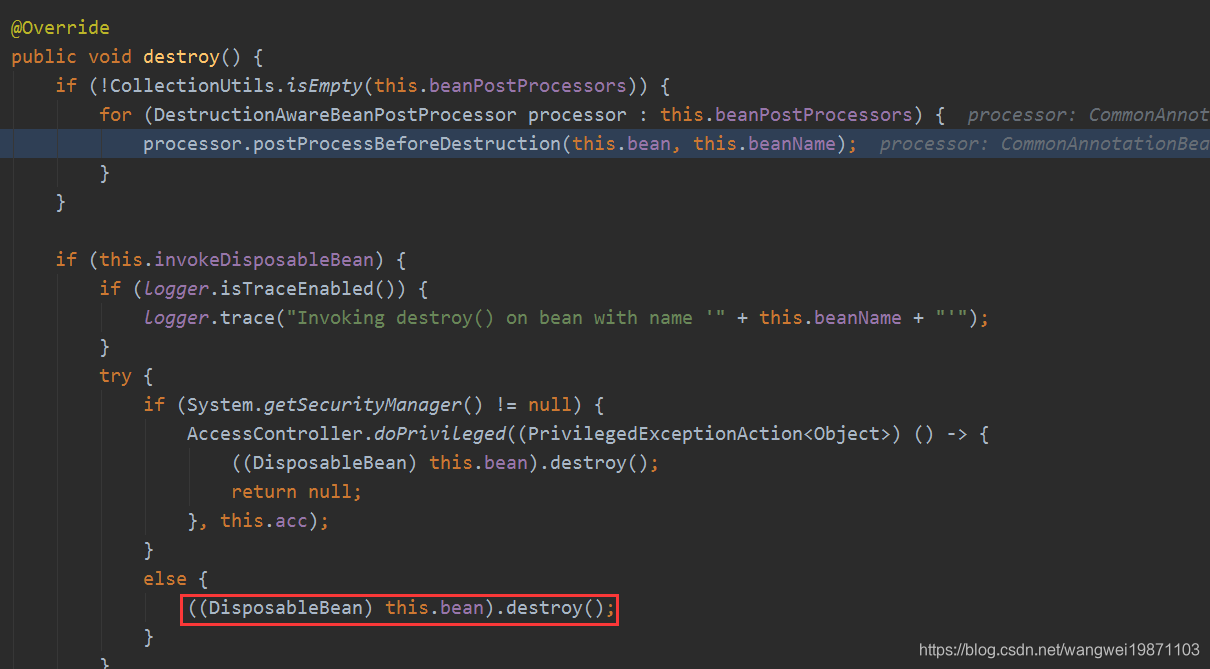 @Override
public void destroy() {
    if (!CollectionUtils.isEmpty(this.beanPostProcessors)) {
        for (DestructionAwareBeanPostProcessor processor : this.beanPostProcessors) {  processor: CommonAnnot
            processor.postProcessBeforeDestruction(this.bean, this.beanName);  processor: CommonAnnotationBea
        }
    }
    if (this.invokeDisposableBean) {
        if (logger.isTraceEnabled()) {
            logger.trace("Invoking destroy() on bean with name '" + this.beanName + "'");
        }
        try {
            if (System.getSecurityManager() != null) {
                AccessController.doPrivileged((PrivilegedExceptionAction<Object>) () -> {
                    ((DisposableBean) this.bean).destroy();
                    return null;
                }, this.acc);
            }
            else {
                ((DisposableBean) this.bean).destroy();
            }
        }
https://blog.csdn.net/wangwei19871103